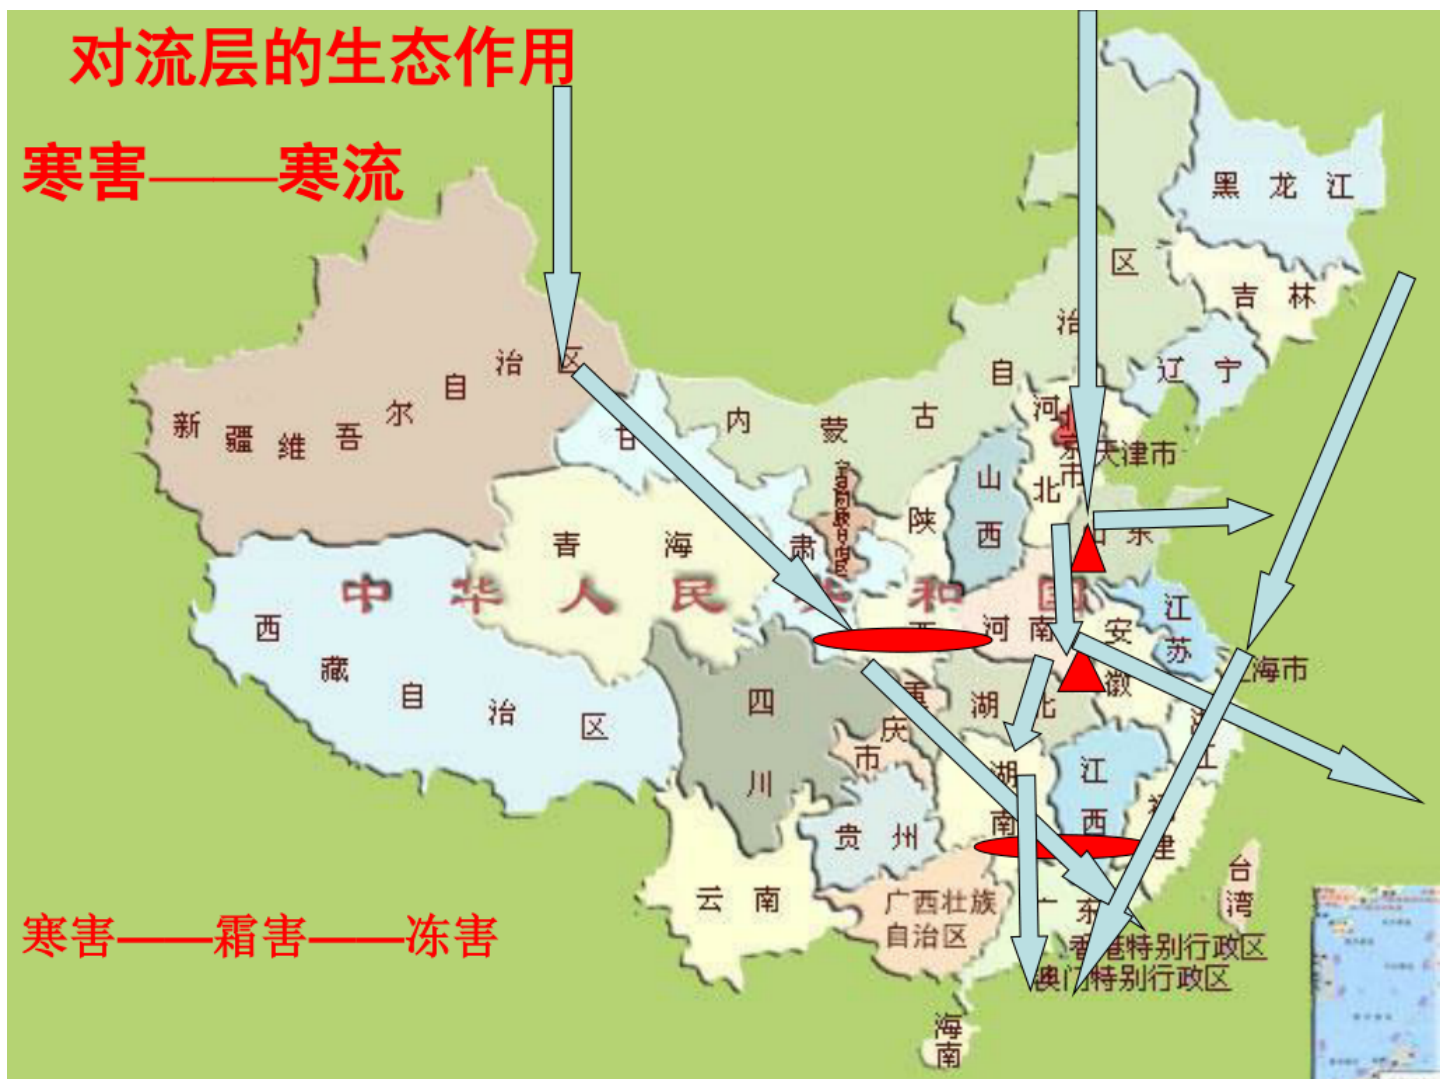 对流层的生态作用
寒害——寒流
黑龙江
吉林
辽宁
内蒙古自治区
新疆维吾尔自治区
甘肃
河北
北京市
天津市
山西
陕西
山东
青海
中华人民共和国
西藏自治区
河南
江苏
安徽
上海市
四川
重庆市
湖北
浙江
湖南
江西
福建
贵州
云南
广西壮族
自治区
广东
台湾
香港特别行政区
澳门特别行政区
海南
寒害——霜害——冻害